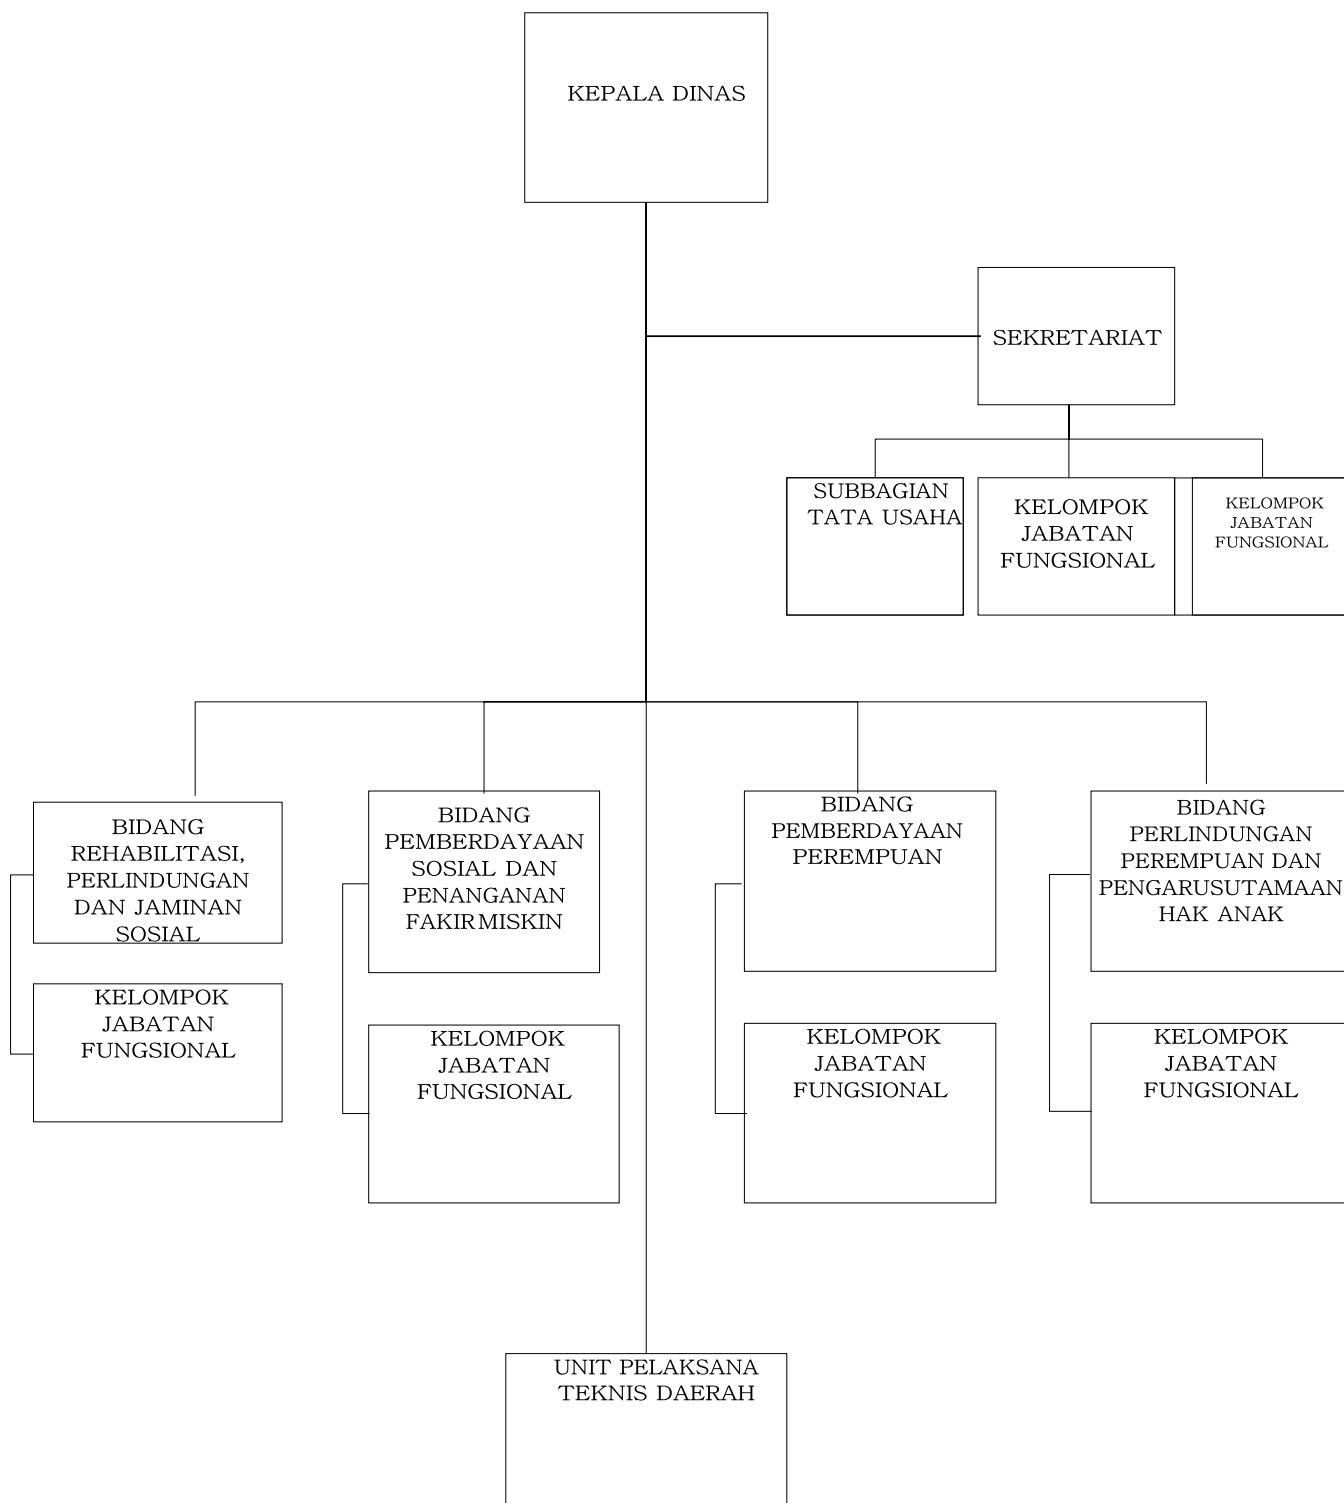 KEPALA DINAS
SEKRETARIAT
SUBBAGIAN
TATA USAHA
KELOMPOK
JABATAN
FUNGSIONAL
KELOMPOK
JABATAN
FUNGSIONAL
BIDANG
REHABILITASI,
PERLINDUNGAN
DAN JAMINAN
SOSIAL
BIDANG
PEMBERDAYAAN
SOSIAL DAN
PENANGANAN
FAKIR MISKIN
BIDANG
PEMBERDAYAAN
PEREMPUAN
BIDANG
PERLINDUNGAN
PEREMPUAN DAN
PENGARUSUTAMAAN
HAK ANAK
KELOMPOK
JABATAN
FUNGSIONAL
KELOMPOK
JABATAN
FUNGSIONAL
KELOMPOK
JABATAN
FUNGSIONAL
KELOMPOK
JABATAN
FUNGSIONAL
UNIT PELAKSANA
TEKNIS DAERAH